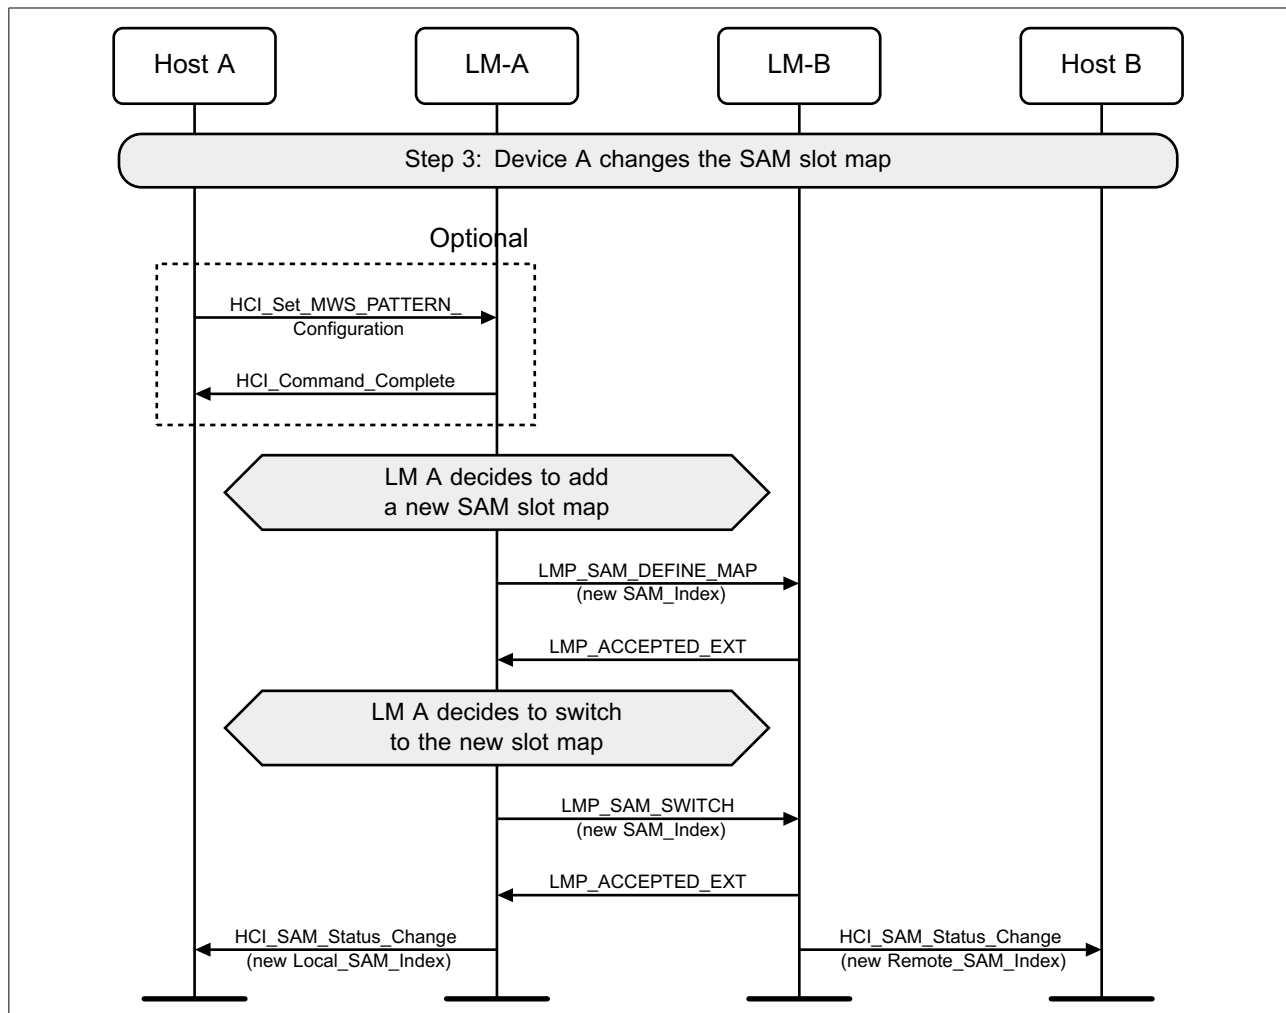 Host A
LM-A
LM-B
Host B
Step 3: Device A changes the SAM slot map
Optional
HCI_Set_MWS_PATTERN_
Configuration
HCI_Command_Complete
LM A decides to add
a new SAM slot map
LMP_SAM_DEFINE_MAP
(new SAM_Index)
LMP_ACCEPTED_EXT
LM A decides to switch
to the new slot map
LMP_SAM_SWITCH
(new SAM_Index)
LMP_ACCEPTED_EXT
HCI_SAM_Status_Change
(new Local_SAM_Index)
HCI_SAM_Status_Change
(new Remote_SAM_Index)